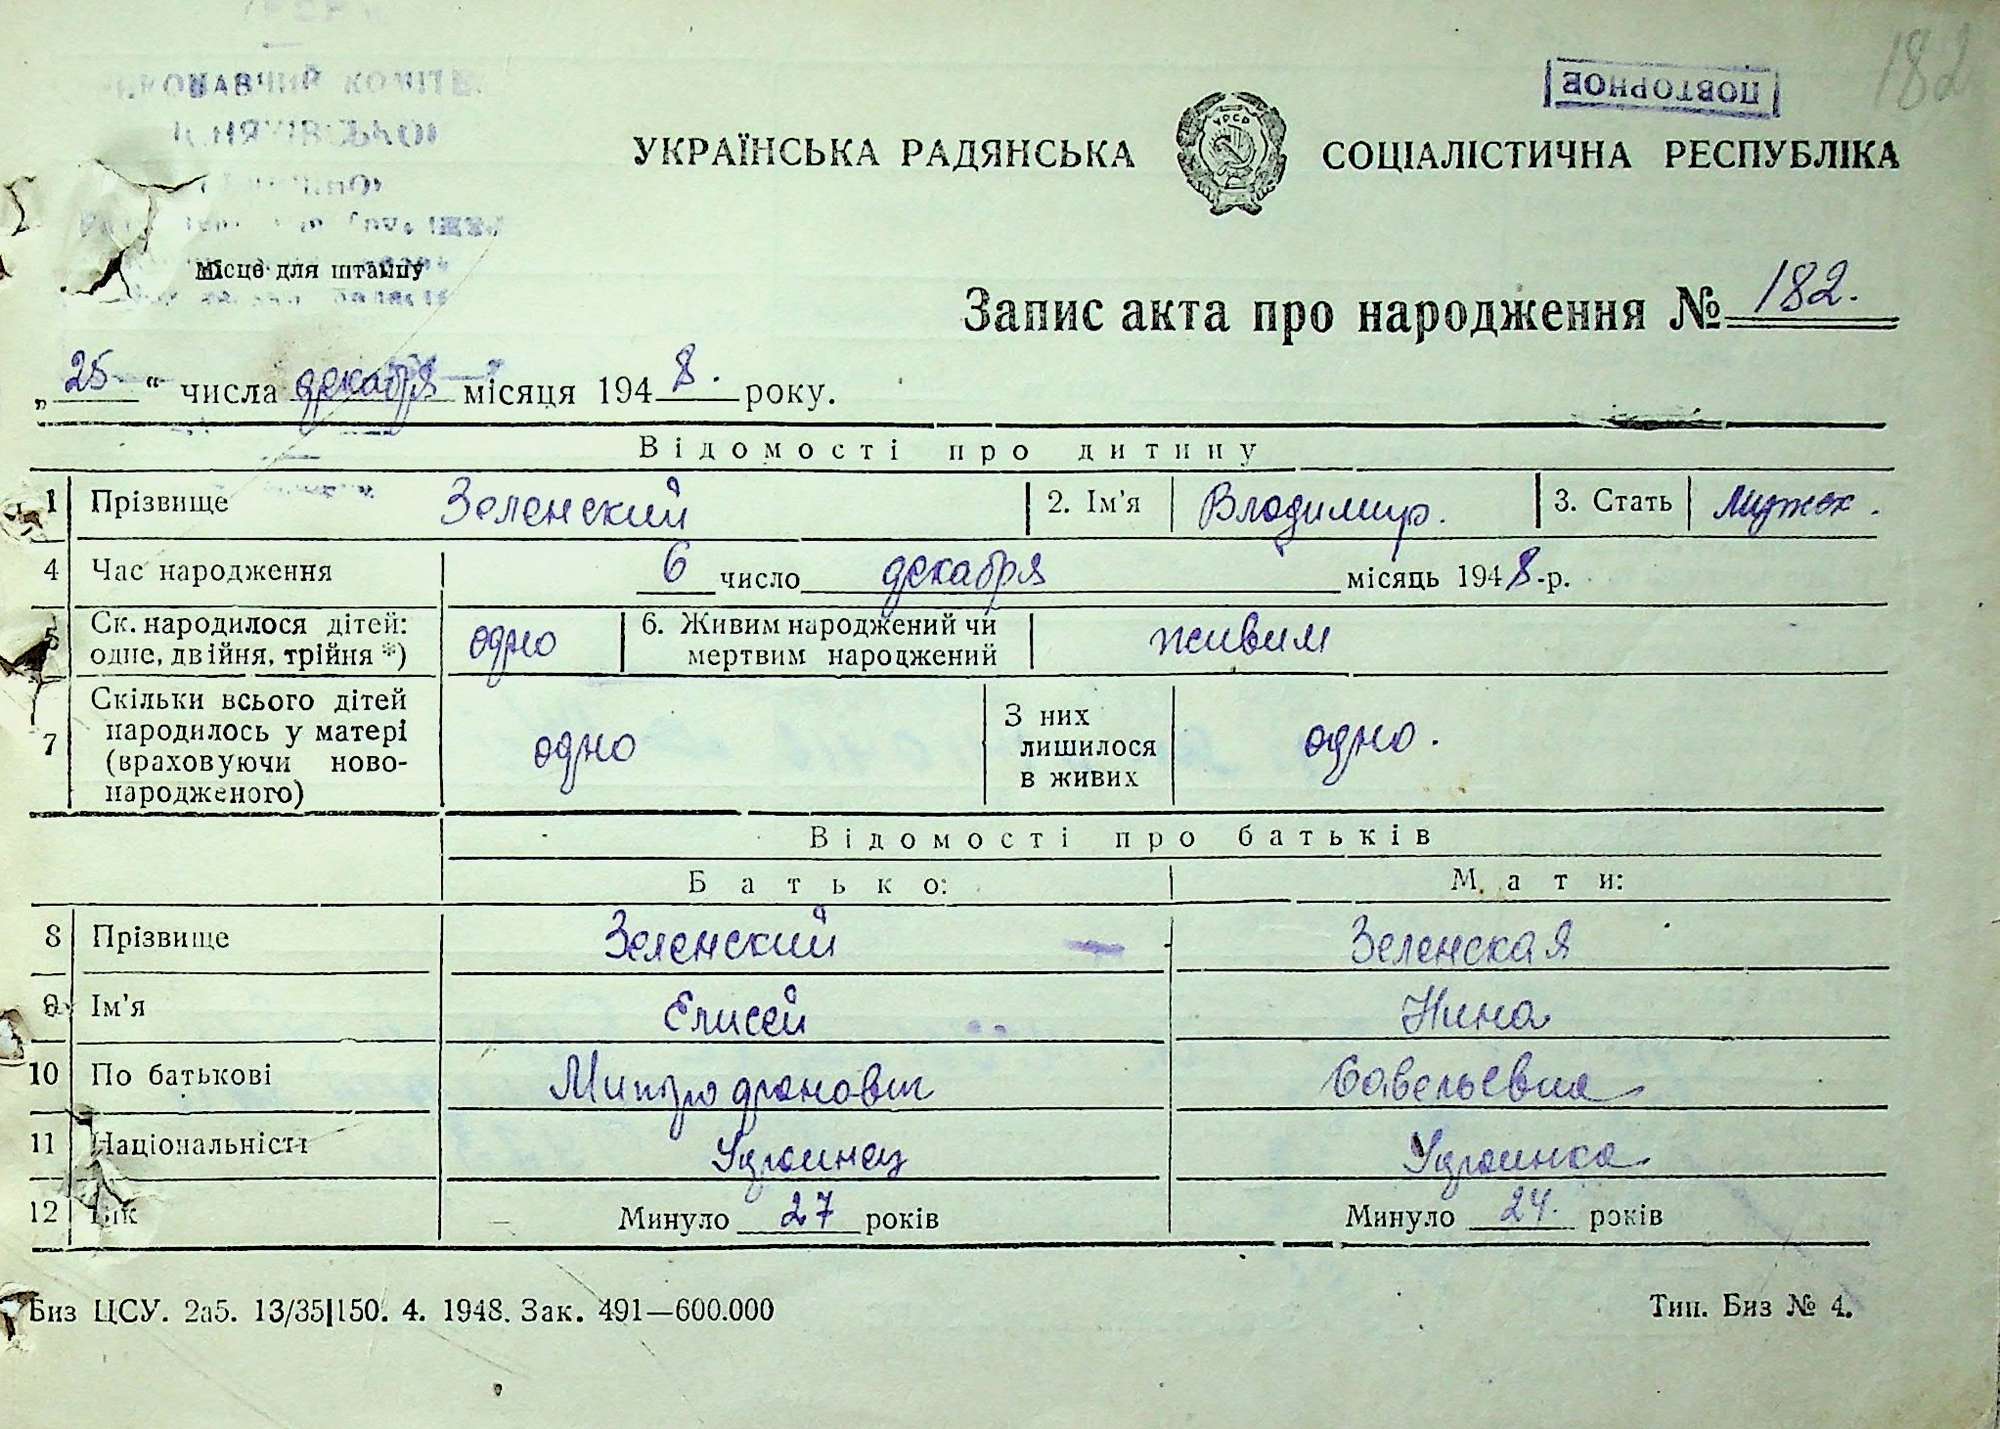 182
ПОВТОРНОЕ
УКРАЇНСЬКА РАДЯНСЬКА СОЦІАЛІСТИЧНА РЕСПУБЛІКА
Місце для штампу
Запис акта про народження № 182.
„25“ числа декабря місяця 1948. року.
Відомості про дитину
1 Прізвище Зеленский 2. Ім'я Владимир. 3. Стать мужск.
4 Час народження 6 число декабря місяць 1948-р.
5 Ск. народилося дітей: одне, двійня, трійня *) одно 6. Живим народжений чи мертвим народжений живым
7 Скільки всього дітей народилось у матері (враховуючи ново-народженого) одно З них лишилося в живих одно.
Відомості про батьків
Батько: Мати:
8 Прізвище Зеленский Зеленская
9 Ім'я Елисей Нина
10 По батькові Митрофанович Савельевна
11 Національність Украинец Украинка
12 Вік Минуло 27 років Минуло 24. років
Биз ЦСУ. 2а5. 13/35|150. 4. 1948. Зак. 491—600.000 Тип. Биз № 4.